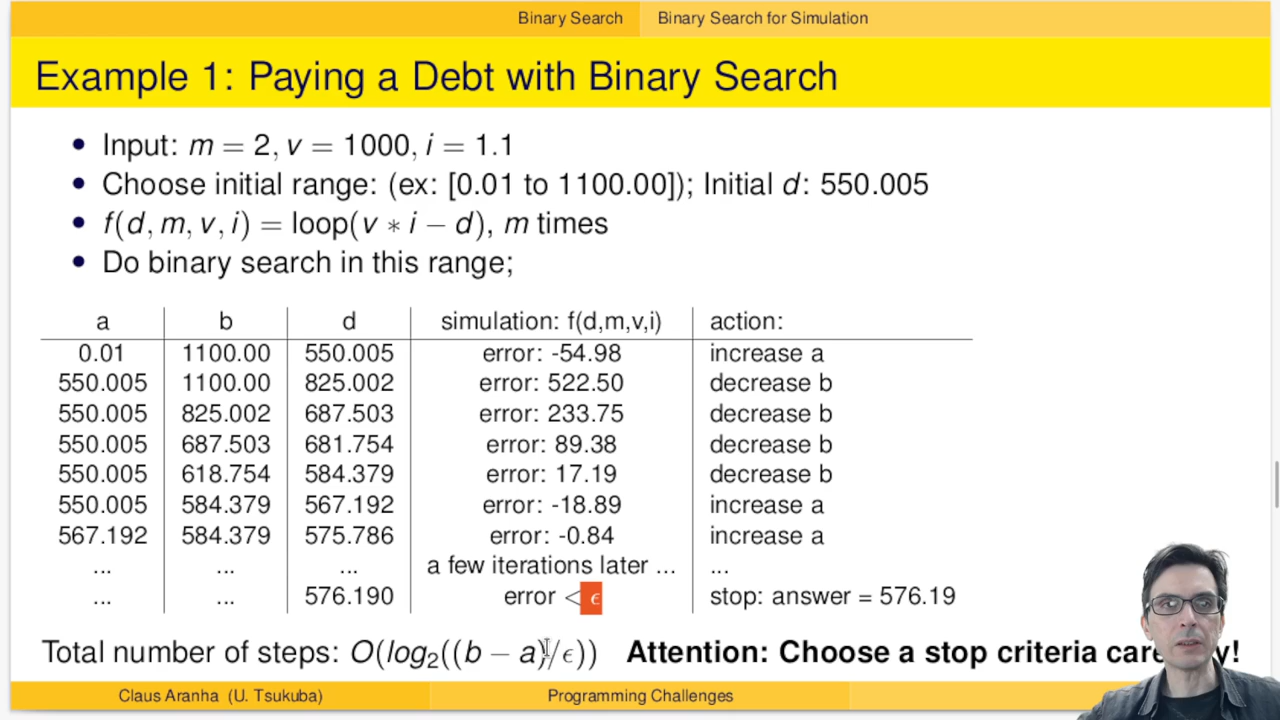 Binary Search Binary Search for Simulation
Example 1: Paying a Debt with Binary Search
• Input: m = 2, v = 1000, i = 1.1
• Choose initial range: (ex: [0.01 to 1100.00]); Initial d: 550.005
• f(d, m, v, i) = loop(v ∗ i − d), m times
• Do binary search in this range;
a b d simulation: f(d,m,v,i) action:
0.01 1100.00 550.005 error: -54.98 increase a
550.005 1100.00 825.002 error: 522.50 decrease b
550.005 825.002 687.503 error: 233.75 decrease b
550.005 687.503 681.754 error: 89.38 decrease b
550.005 618.754 584.379 error: 17.19 decrease b
550.005 584.379 567.192 error: -18.89 increase a
567.192 584.379 575.786 error: -0.84 increase a
... ... ... a few iterations later ... ...
... ... 576.190 error < ϵ stop: answer = 576.19
Total number of steps: O(log₂((b − a)/ϵ)) Attention: Choose a stop criteria
Claus Aranha (U. Tsukuba) Programming Challenges